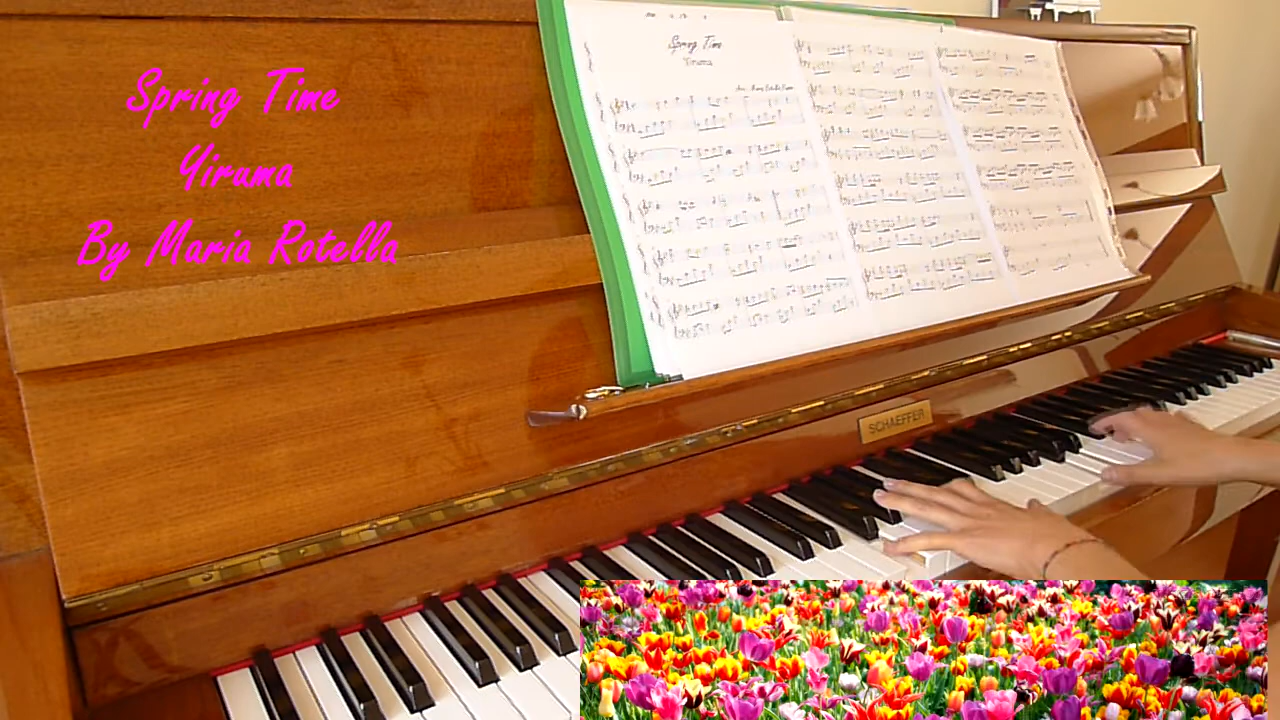 Spring Time
Yiruma
By Maria Rotella
Spring Time
Yiruma
SCHAEFFER